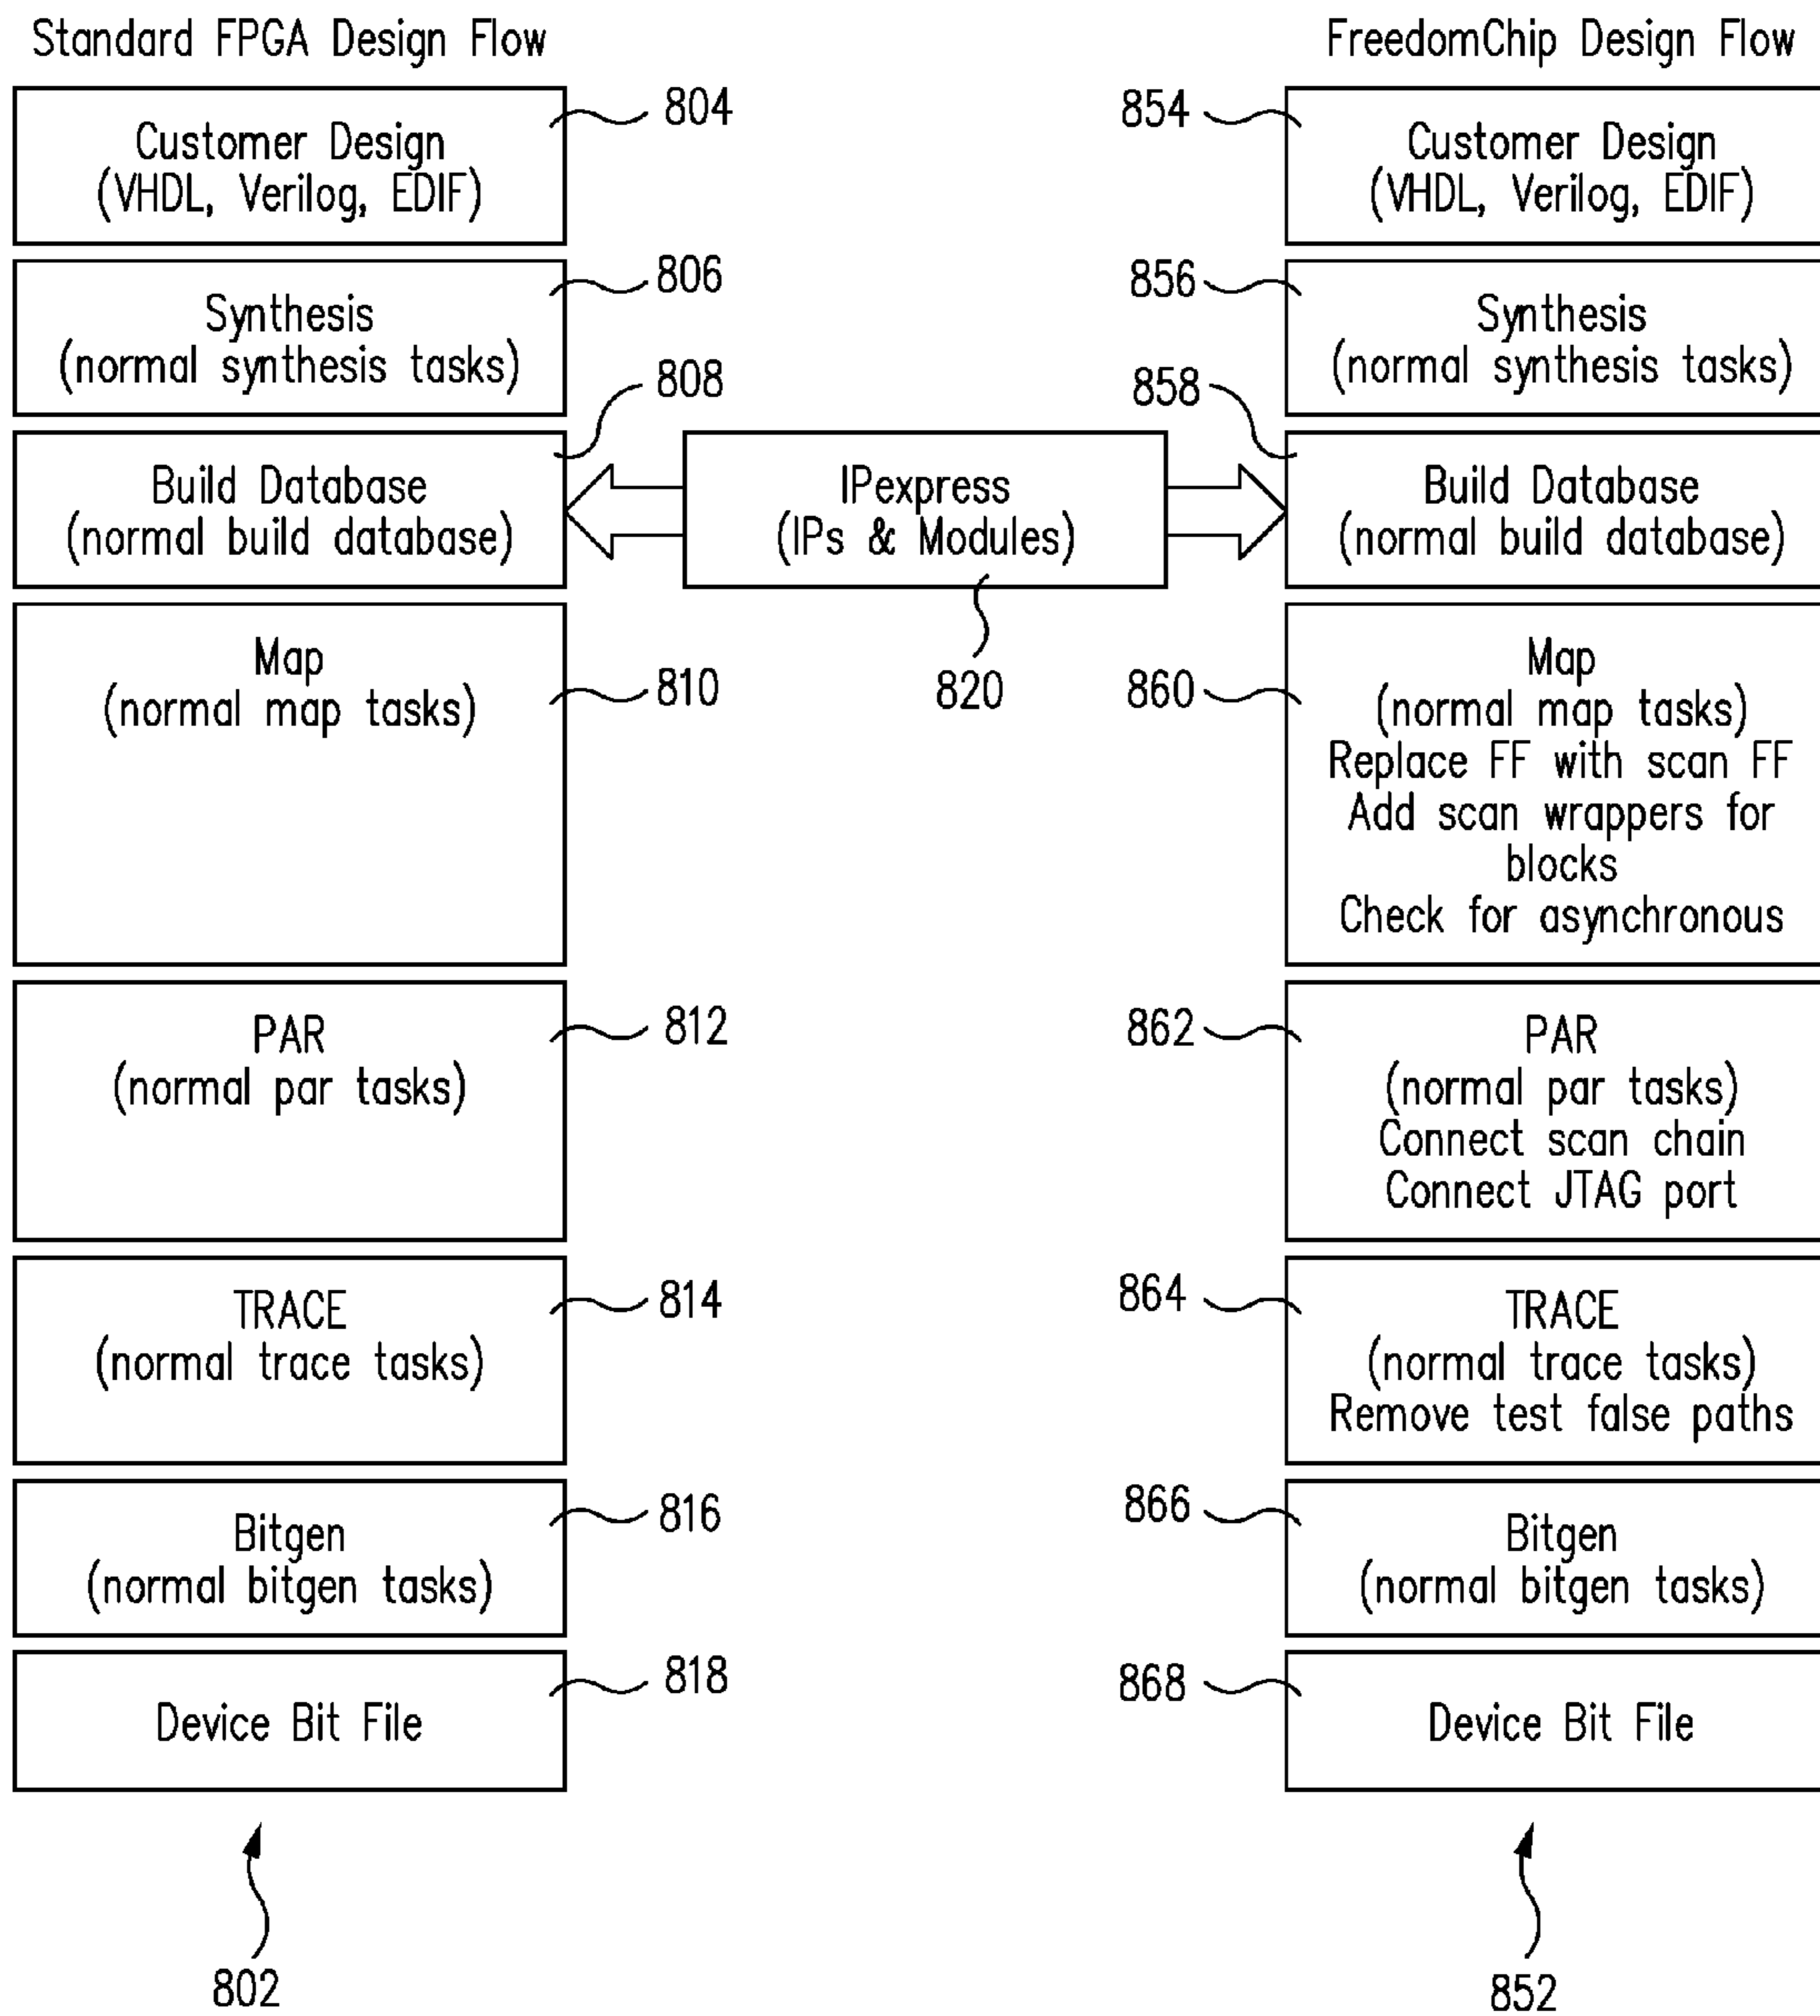 Standard FPGA Design Flow
Customer Design
(VHDL, Verilog, EDIF)
804
Synthesis
(normal synthesis tasks)
806
Build Database
(normal build database)
808
Map
(normal map tasks)
810
PAR
(normal par tasks)
812
TRACE
(normal trace tasks)
814
Bitgen
(normal bitgen tasks)
816
Device Bit File
818
802
IPexpress
(IPs & Modules)
820
FreedomChip Design Flow
854
Customer Design
(VHDL, Verilog, EDIF)
856
Synthesis
(normal synthesis tasks)
858
Build Database
(normal build database)
860
Map
(normal map tasks)
Replace FF with scan FF
Add scan wrappers for
blocks
Check for asynchronous
862
PAR
(normal par tasks)
Connect scan chain
Connect JTAG port
864
TRACE
(normal trace tasks)
Remove test false paths
866
Bitgen
(normal bitgen tasks)
868
Device Bit File
852